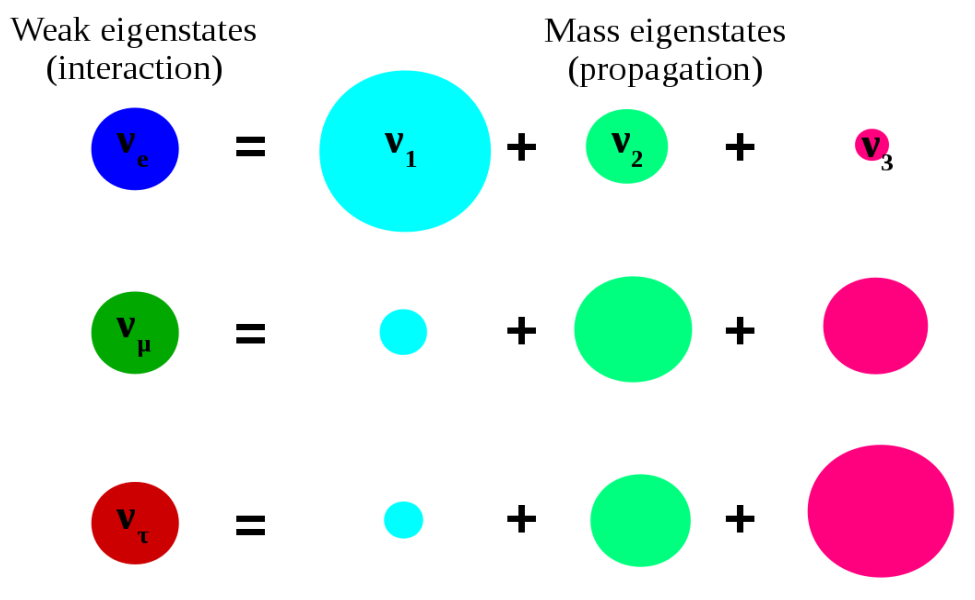 Weak eigenstates
(interaction)
Mass eigenstates
(propagation)
νe = ν1 + ν2 + ν3
νμ = + +
ντ = + +